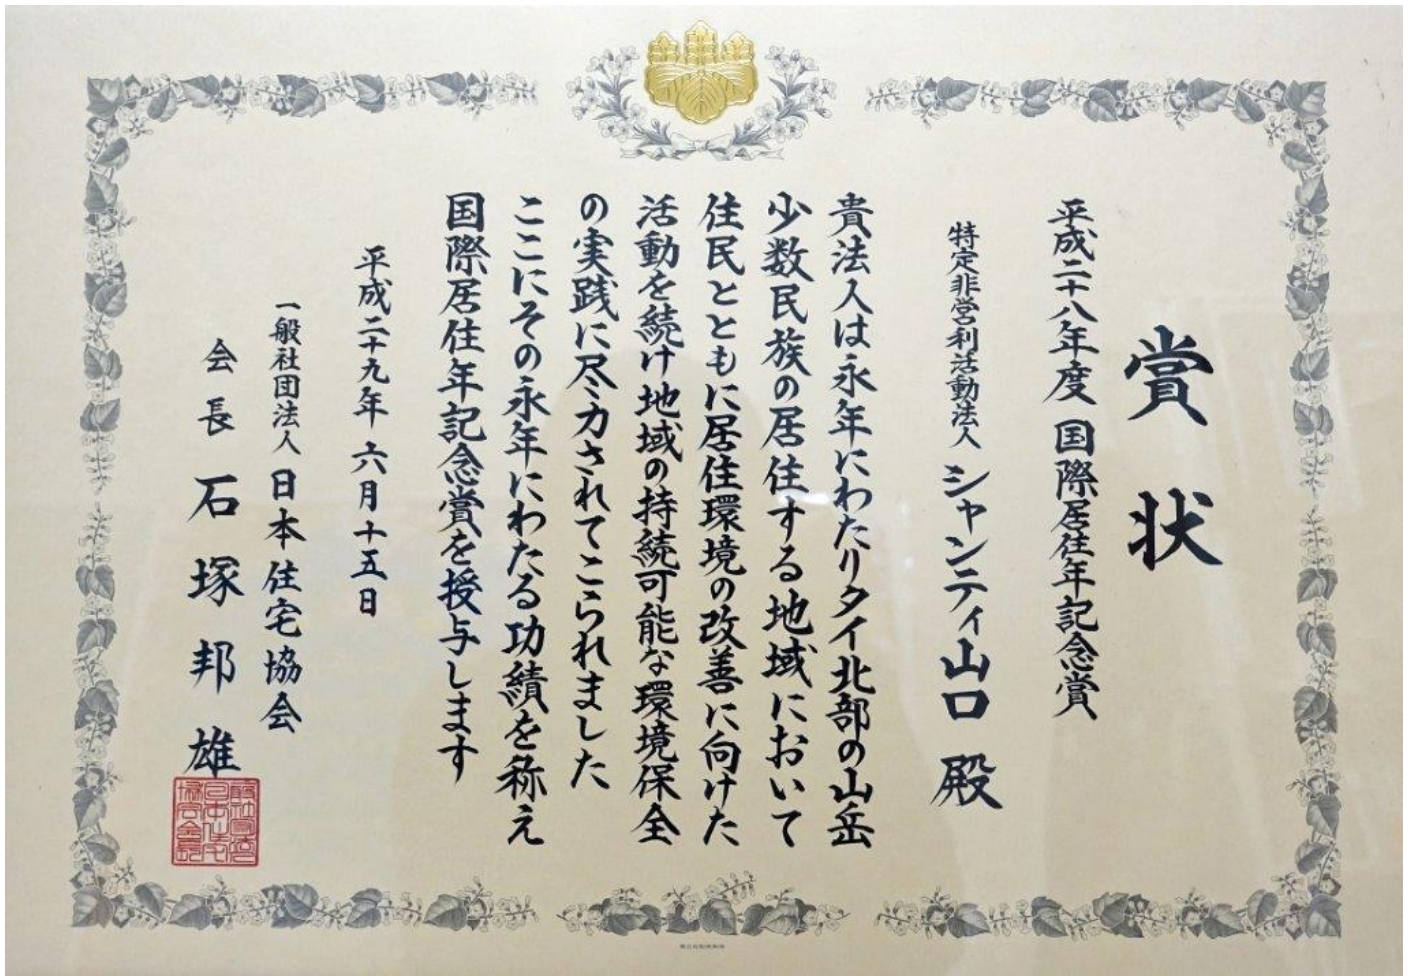 賞状
平成二十八年度 国際居住年記念賞
特定非営利活動法人 シャンティ山口 殿
貴法人は永年にわたりタイ北部の山岳
少数民族の居住する地域において
住民とともに居住環境の改善に向けた
活動を続け地域の持続可能な環境保全
の実践に尽力されてこられました
ここにその永年にわたる功績を称え
国際居住年記念賞を授与します
平成二十九年 六月十五日
一般社団法人 日本住宅協会
会長 石塚邦雄